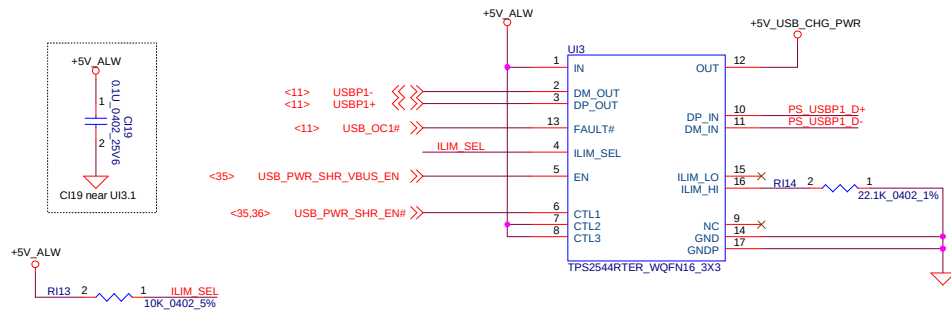 +5V_ALW
+5V_USB_CHG_PWR
+5V_ALW
1
0.1U_0402_25V6
CI19
2
CI19 near UI3.1
UI3
1 IN
OUT 12
<11> USBP1- 2 DM_OUT
<11> USBP1+ 3 DP_OUT
DP_IN 10 PS_USBP1_D+
DM_IN 11 PS_USBP1_D-
<11> USB_OC1# 13 FAULT#
ILIM_SEL 4 ILIM_SEL
<35> USB_PWR_SHR_VBUS_EN 5 EN
ILIM_LO 15
ILIM_HI 16 RI14 2 1
22.1K_0402_1%
<35,36> USB_PWR_SHR_EN# 6 CTL1
7 CTL2
8 CTL3
NC 9
GND 14
GNDP 17
TPS2544RTER_WQFN16_3X3
+5V_ALW
RI13 2 1 ILIM_SEL
10K_0402_5%